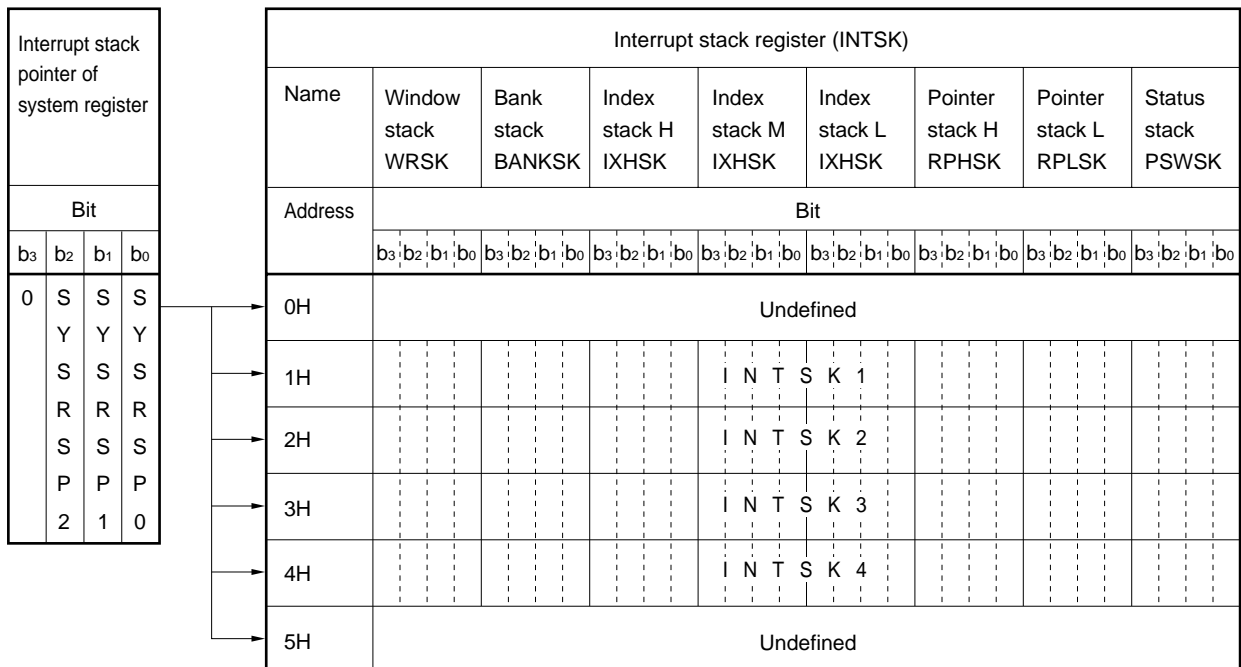 Interrupt stack
pointer of
system register
Bit
b3 b2 b1 b0
0 S S S
Y Y Y
S S S
R R R
S S S
P P P
2 1 0
Interrupt stack register (INTSK)
Name
Window
stack
WRSK
Bank
stack
BANKSK
Index
stack H
IXHSK
Index
stack M
IXHSK
Index
stack L
IXHSK
Pointer
stack H
RPHSK
Pointer
stack L
RPLSK
Status
stack
PSWSK
Address
Bit
b3 b2 b1 b0 b3 b2 b1 b0 b3 b2 b1 b0 b3 b2 b1 b0 b3 b2 b1 b0 b3 b2 b1 b0 b3 b2 b1 b0 b3 b2 b1 b0
0H Undefined
1H I N T S K 1
2H I N T S K 2
3H I N T S K 3
4H I N T S K 4
5H Undefined